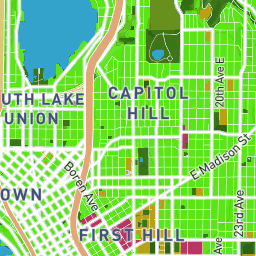 UTH LAKE
UNION
CAPITOL
HILL
20th Ave E
E Madison St
Boren Ave
OWN
FIRST HILL
Ave
23rd Ave